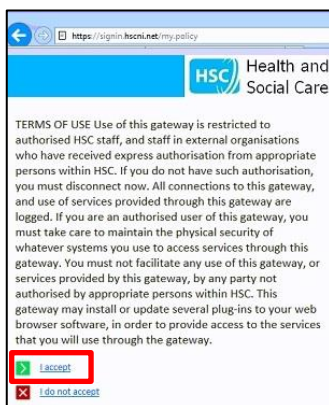 https://signin.hscni.net/my.policy
HSC
Health and
Social Care
TERMS OF USE Use of this gateway is restricted to
authorised HSC staff, and staff in external organisations
who have received express authorisation from appropriate
persons within HSC. If you do not have such authorisation,
you must disconnect now. All connections to this gateway,
and use of services provided through this gateway are
logged. If you are an authorised user of this gateway, you
must take care to maintain the physical security of
whatever systems you use to access services through this
gateway. You must not facilitate any use of this gateway, or
services provided by this gateway, by any party not
authorised by appropriate persons within HSC. This
gateway may install or update several plug-ins to your web
browser software, in order to provide access to the services
that you will use through the gateway.
I accept
I do not accept